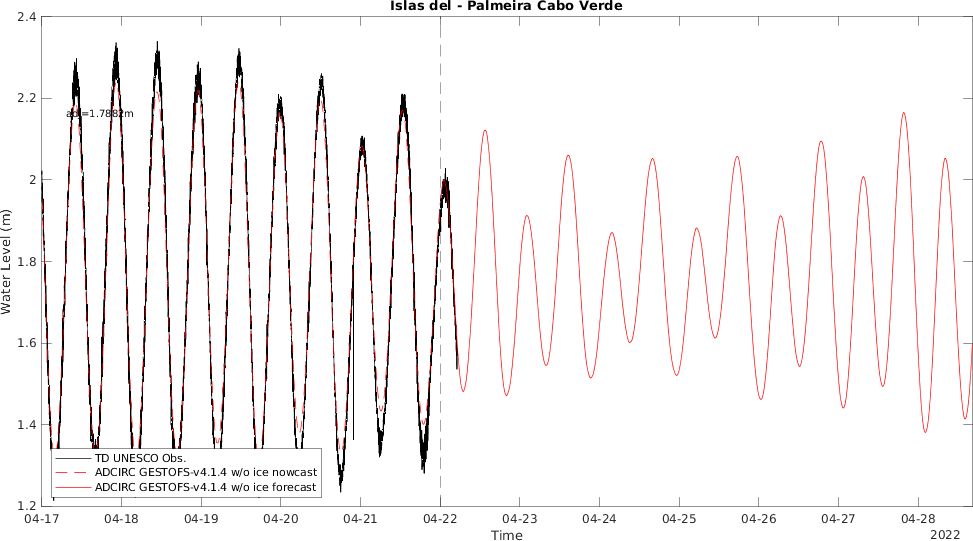 Islas del - Palmeira Cabo Verde
2.4
2.2
2
1.8
1.6
1.4
1.2
Water Level (m)
adj=1.7882m
TD UNESCO Obs.
ADCIRC GESTOFS-v4.1.4 w/o ice nowcast
ADCIRC GESTOFS-v4.1.4 w/o ice forecast
04-17 04-18 04-19 04-20 04-21 04-22 04-23 04-24 04-25 04-26 04-27 04-28
Time
2022